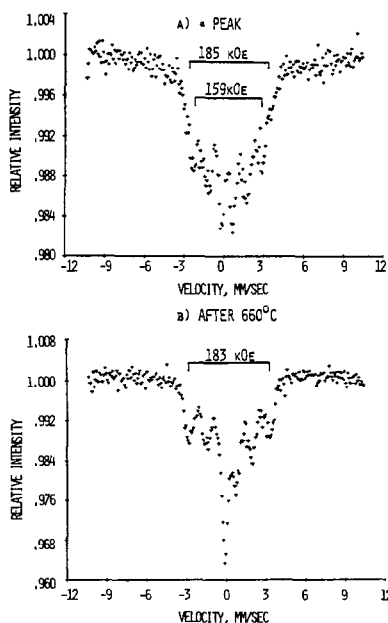 A) α PEAK
1.004
1.000
.996
.992
.988
.984
.980
RELATIVE INTENSITY
185 kOe
159kOe
-12 -9 -6 -3 0 3 6 9 12
VELOCITY, MM/SEC
B) AFTER 660°C
1.008
1.000
.992
.984
.976
.968
.960
RELATIVE INTENSITY
183 kOe
-12 -9 -6 -3 0 3 6 9 12
VELOCITY, MM/SEC